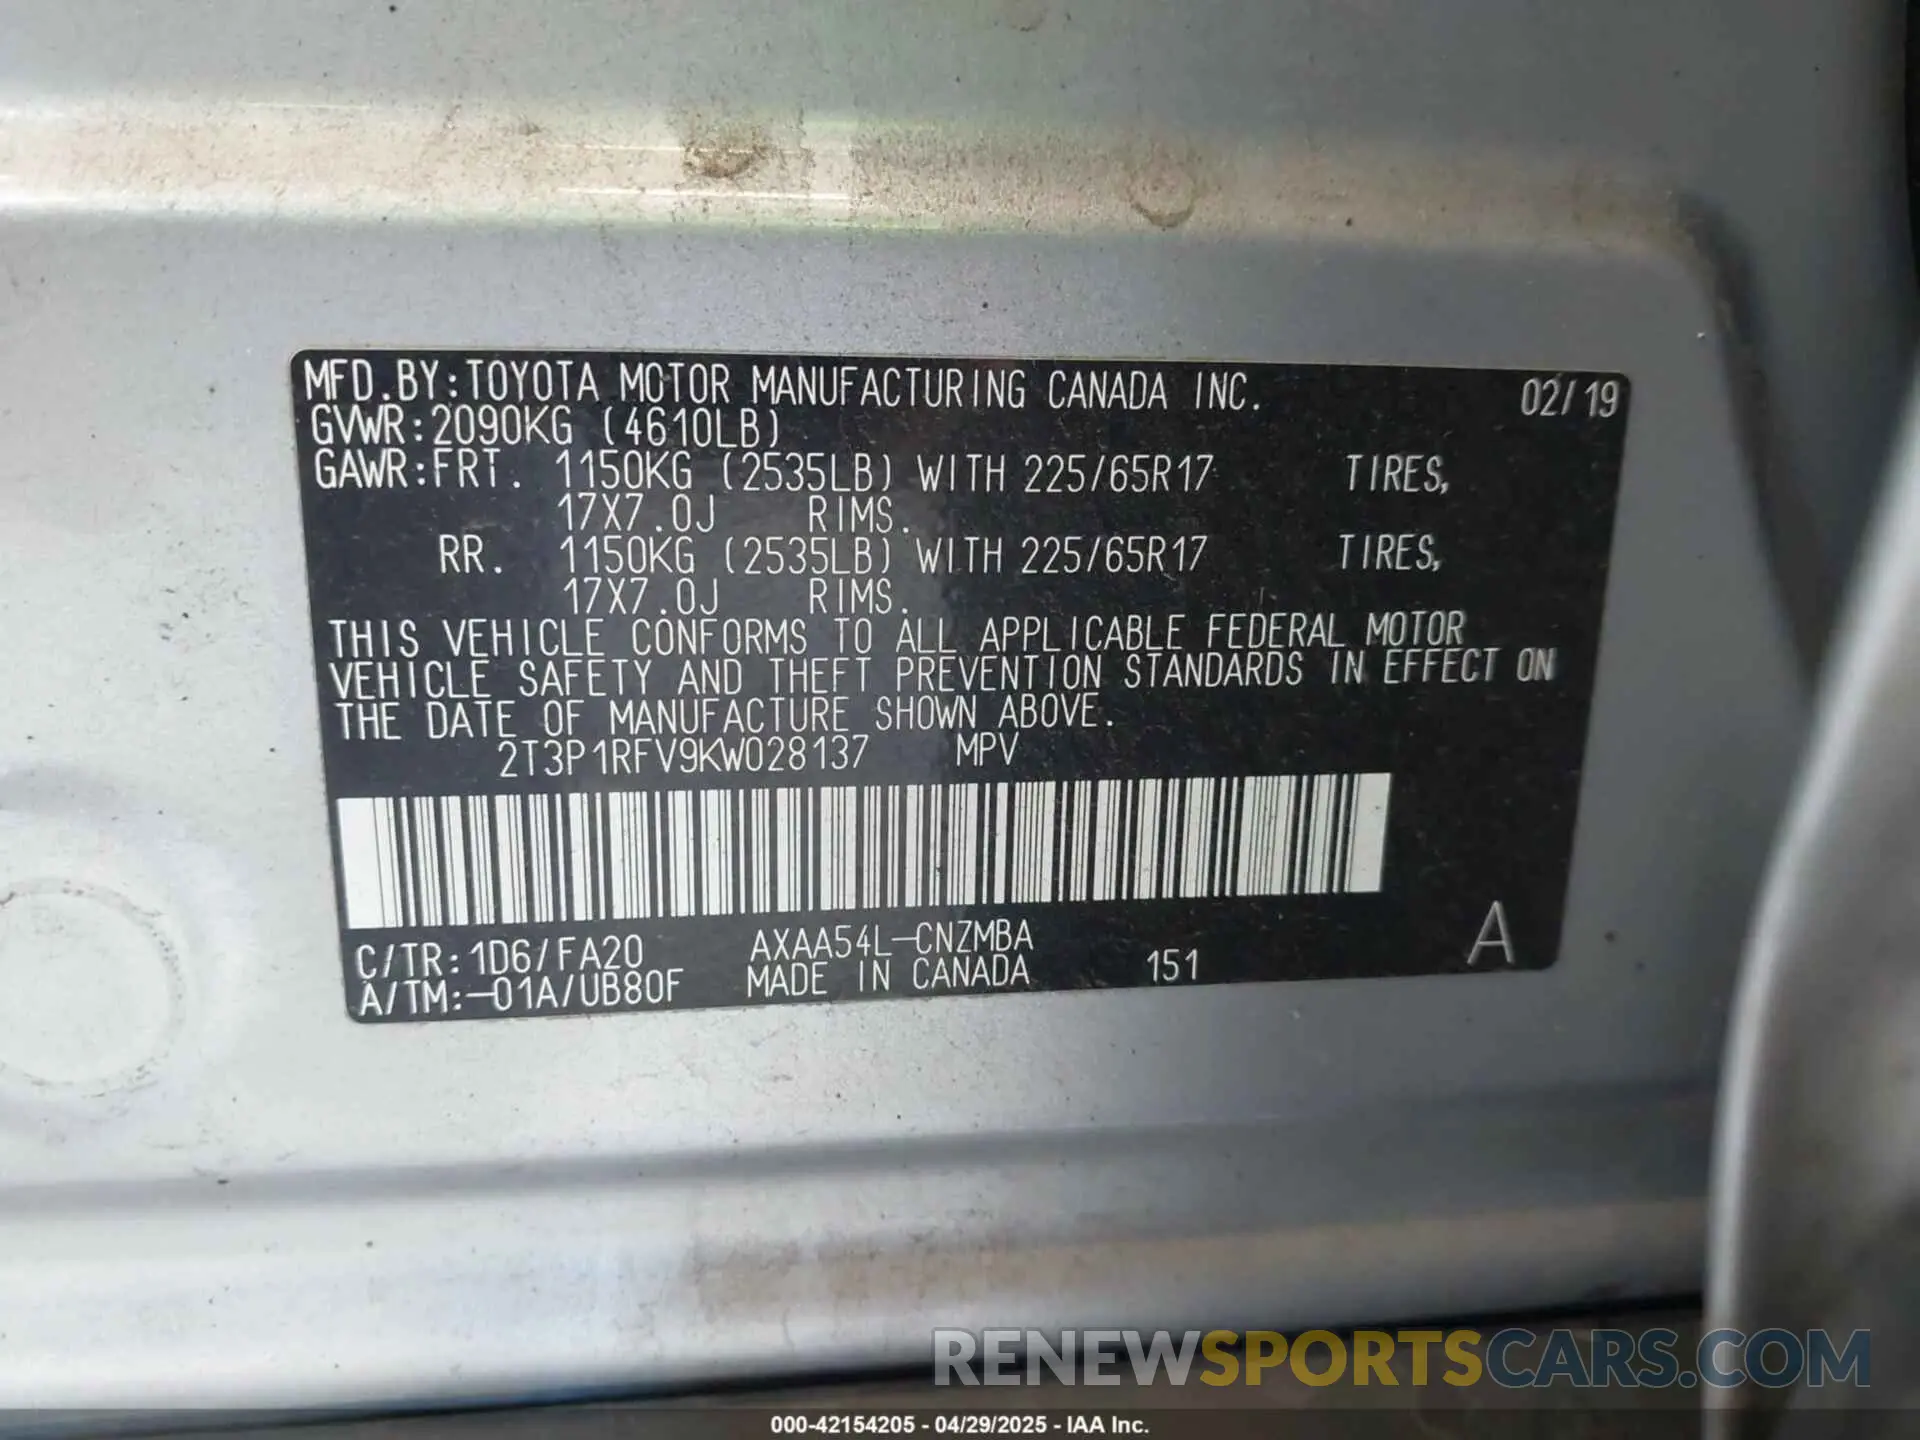 MFD.BY:TOYOTA MOTOR MANUFACTURING CANADA INC. 02/19
GVWR:2090KG (4610LB)
GAWR:FRT. 1150KG (2535LB) WITH 225/65R17 TIRES,
17X7.0J RIMS.
RR. 1150KG (2535LB) WITH 225/65R17 TIRES,
17X7.0J RIMS.
THIS VEHICLE CONFORMS TO ALL APPLICABLE FEDERAL MOTOR
VEHICLE SAFETY AND THEFT PREVENTION STANDARDS IN EFFECT ON
THE DATE OF MANUFACTURE SHOWN ABOVE.
2T3P1RFV9KW028137 MPV
C/TR:1D6/FA20 AXAA54L-CNZMBA
A/TM:-01A/UB80F MADE IN CANADA 151 A
RENEWSPORTSCARS.COM
000-42154205 - 04/29/2025 - IAA Inc.